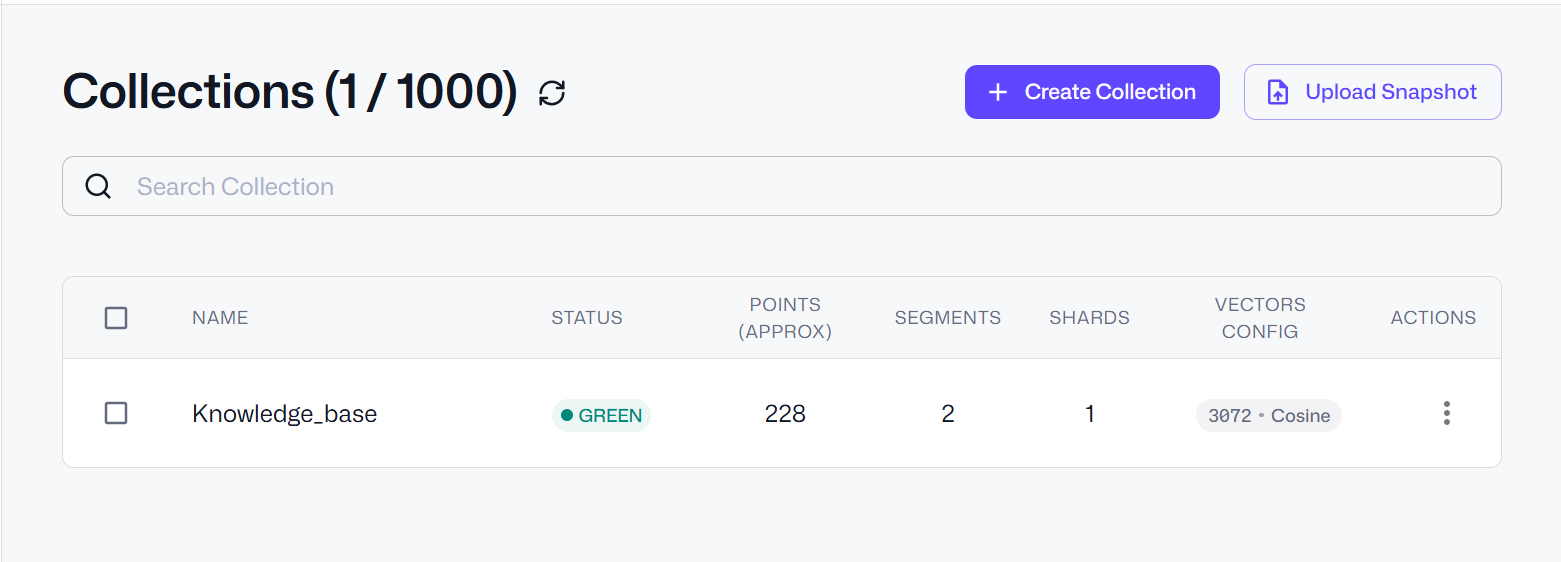 Collections (1 / 1000)
+ Create Collection
Upload Snapshot
Search Collection
NAME
STATUS
POINTS
(APPROX)
SEGMENTS
SHARDS
VECTORS
CONFIG
ACTIONS
Knowledge_base
GREEN
228
2
1
3072 • Cosine